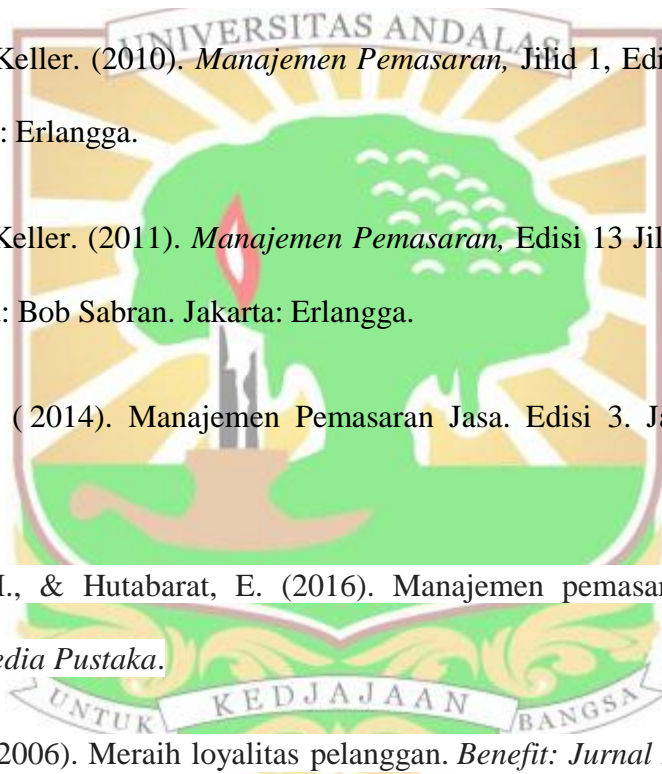 UNIVERSITAS ANDALAS
Keller. (2010). Manajemen Pemasaran, Jilid 1, Edi
: Erlangga.
Keller. (2011). Manajemen Pemasaran, Edisi 13 Jil
: Bob Sabran. Jakarta: Erlangga.
( 2014). Manajemen Pemasaran Jasa. Edisi 3. Ja
., & Hutabarat, E. (2016). Manajemen pemasar
edia Pustaka.
UNTUK KEDJAJAAN BANGSA
2006). Meraih loyalitas pelanggan. Benefit: Jurnal